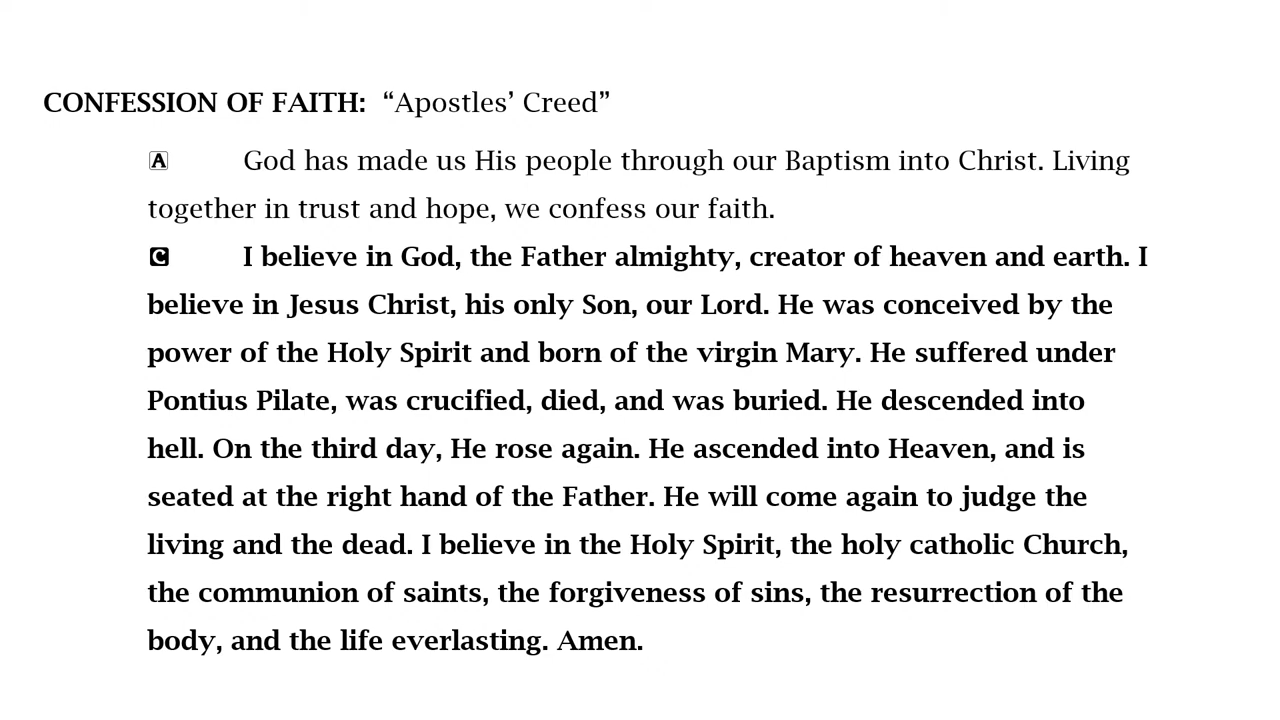 CONFESSION OF FAITH: “Apostles’ Creed”
A God has made us His people through our Baptism into Christ. Living
together in trust and hope, we confess our faith.
C I believe in God, the Father almighty, creator of heaven and earth. I
believe in Jesus Christ, his only Son, our Lord. He was conceived by the
power of the Holy Spirit and born of the virgin Mary. He suffered under
Pontius Pilate, was crucified, died, and was buried. He descended into
hell. On the third day, He rose again. He ascended into Heaven, and is
seated at the right hand of the Father. He will come again to judge the
living and the dead. I believe in the Holy Spirit, the holy catholic Church,
the communion of saints, the forgiveness of sins, the resurrection of the
body, and the life everlasting. Amen.